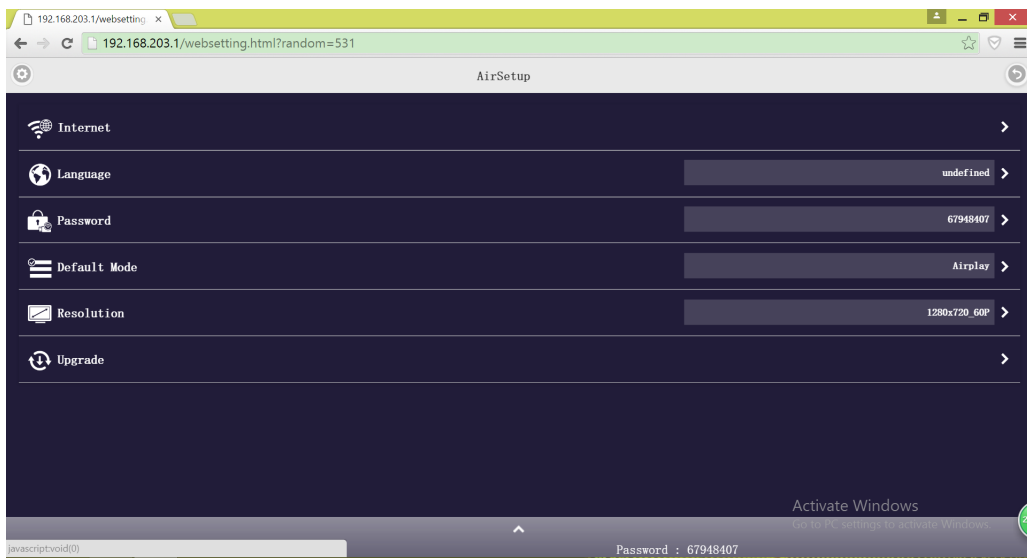 192.168.203.1/websetting
192.168.203.1/websetting.html?random=531
AirSetup
Internet
Language
undefined
Password
67948407
Default Mode
Airplay
Resolution
1280x720_60P
Upgrade
Activate Windows
Go to PC settings to activate Windows.
javascript:void(0)
Password : 67948407